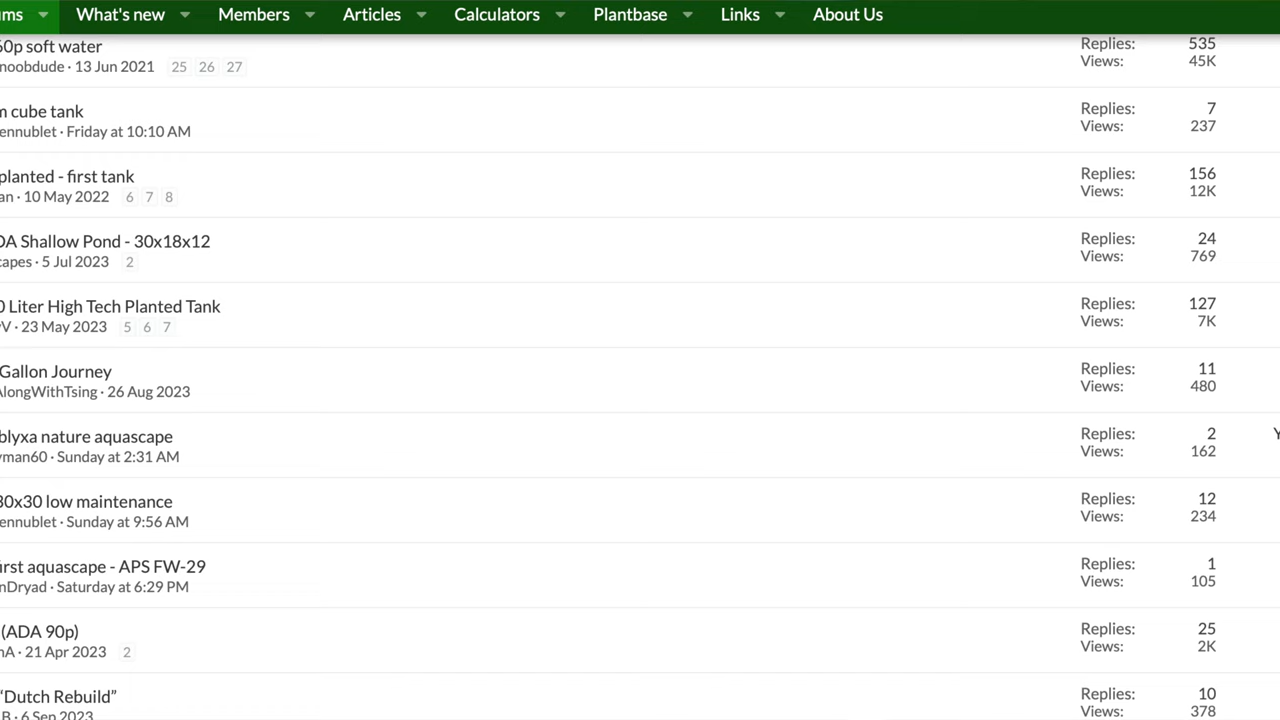 ums What's new Members Articles Calculators Plantbase Links About Us
60p soft water
noobdude · 13 Jun 2021 25 26 27
Replies: 535
Views: 45K
m cube tank
ennublet · Friday at 10:10 AM
Replies: 7
Views: 237
planted - first tank
an · 10 May 2022 6 7 8
Replies: 156
Views: 12K
DA Shallow Pond - 30x18x12
capes · 5 Jul 2023 2
Replies: 24
Views: 769
0 Liter High Tech Planted Tank
V · 23 May 2023 5 6 7
Replies: 127
Views: 7K
Gallon Journey
AlongWithTsing · 26 Aug 2023
Replies: 11
Views: 480
blyxa nature aquascape
yman60 · Sunday at 2:31 AM
Replies: 2
Views: 162
30x30 low maintenance
ennublet · Sunday at 9:56 AM
Replies: 12
Views: 234
first aquascape - APS FW-29
nDryad · Saturday at 6:29 PM
Replies: 1
Views: 105
(ADA 90p)
nA · 21 Apr 2023 2
Replies: 25
Views: 2K
“Dutch Rebuild”
B · 6 Sep 2023
Replies: 10
Views: 378